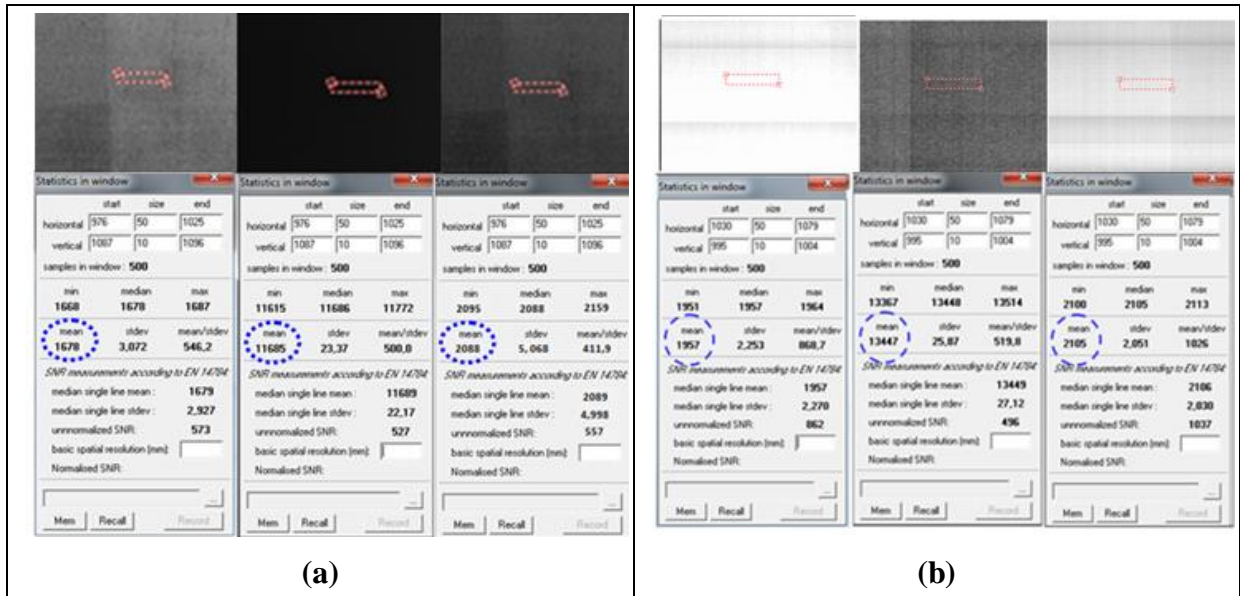 Statistics in window
start size end
horizontal 976 50 1025
vertical 1087 10 1096
samples in window : 500
min median max
1668 1678 1687
mean stdev mean/stdev
1678 3,072 546,2
SNR measurements according to EN 14784:
median single line mean : 1679
median single line stdev : 2,927
unnormalized SNR: 573
basic spatial resolution (mm):
Normalised SNR:
...
Mem Recall Record
Statistics in window
start size end
horizontal 976 50 1025
vertical 1087 10 1096
samples in window : 500
min median max
11615 11686 11772
mean stdev mean/stdev
11685 23,37 500,0
SNR measurements according to EN 14784:
median single line mean : 11689
median single line stdev : 22,17
unnormalized SNR: 527
basic spatial resolution (mm):
Normalised SNR:
...
Mem Recall Record
Statistics in window
start size end
horizontal 976 50 1025
vertical 1087 10 1096
samples in window : 500
min median max
2095 2088 2159
mean stdev mean/stdev
2088 5,068 411,9
SNR measurements according to EN 14784
median single line mean : 2089
median single line stdev : 4,998
unnormalized SNR: 557
basic spatial resolution (mm):
Normalised SNR:
...
Mem Recall Record
(a)
Statistics in window
start size end
horizontal 1030 50 1079
vertical 995 10 1004
samples in window : 500
min median max
1951 1957 1964
mean stdev mean/stdev
1957 2,253 868,7
SNR measurements according to EN 14784:
median single line mean : 1957
median single line stdev : 2,270
unnormalized SNR: 862
basic spatial resolution (mm):
Normalised SNR:
...
Mem Recall Record
Statistics in window
start size end
horizontal 1030 50 1079
vertical 995 10 1004
samples in window : 500
min median max
13367 13448 13514
mean stdev mean/stdev
13447 25,87 519,8
SNR measurements according to EN 14784:
median single line mean : 13449
median single line stdev : 27,12
unnormalized SNR: 496
basic spatial resolution (mm):
Normalised SNR:
...
Mem Recall Record
Statistics in window
start size end
horizontal 1030 50 1079
vertical 995 10 1004
samples in window : 500
min median max
2100 2105 2113
mean stdev mean/stdev
2105 2,051 1026
SNR measurements according to EN 14784
median single line mean : 2106
median single line stdev : 2,030
unnormalized SNR: 1037
basic spatial resolution (mm):
Normalised SNR:
...
Mem Recall Record
(b)